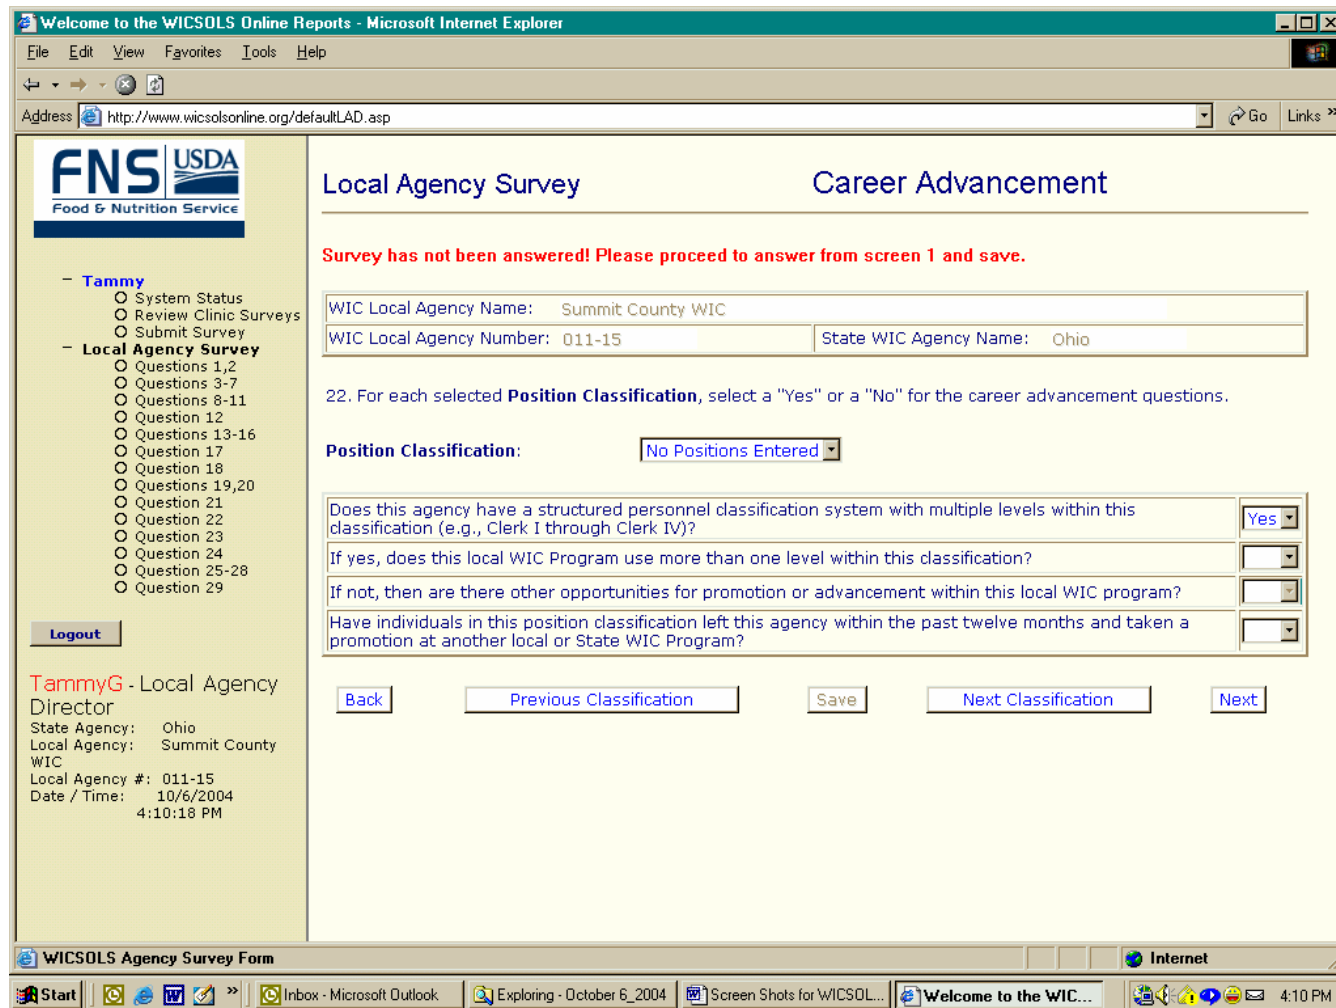 Welcome to the WICSOLS Online Reports - Microsoft Internet Explorer
File Edit View Favorites Tools Help
Address http://www.wicsolsonline.org/defaultLAD.asp Go Links »
FNS USDA
Food & Nutrition Service
– Tammy
System Status
Review Clinic Surveys
Submit Survey
– Local Agency Survey
Questions 1,2
Questions 3-7
Questions 8-11
Question 12
Questions 13-16
Question 17
Question 18
Questions 19,20
Question 21
Question 22
Question 23
Question 24
Question 25-28
Question 29
Logout
TammyG - Local Agency
Director
State Agency: Ohio
Local Agency: Summit County
WIC
Local Agency #: 011-15
Date / Time: 10/6/2004
4:10:18 PM
Local Agency Survey Career Advancement
Survey has not been answered! Please proceed to answer from screen 1 and save.
WIC Local Agency Name: Summit County WIC
WIC Local Agency Number: 011-15 State WIC Agency Name: Ohio
22. For each selected Position Classification, select a "Yes" or a "No" for the career advancement questions.
Position Classification: No Positions Entered
Does this agency have a structured personnel classification system with multiple levels within this
classification (e.g., Clerk I through Clerk IV)? Yes
If yes, does this local WIC Program use more than one level within this classification?
If not, then are there other opportunities for promotion or advancement within this local WIC program?
Have individuals in this position classification left this agency within the past twelve months and taken a
promotion at another local or State WIC Program?
Back Previous Classification Save Next Classification Next
WICSOLS Agency Survey Form Internet
Start » Inbox - Microsoft Outlook Exploring - October 6_2004 Screen Shots for WICSOL... Welcome to the WIC... 4:10 PM